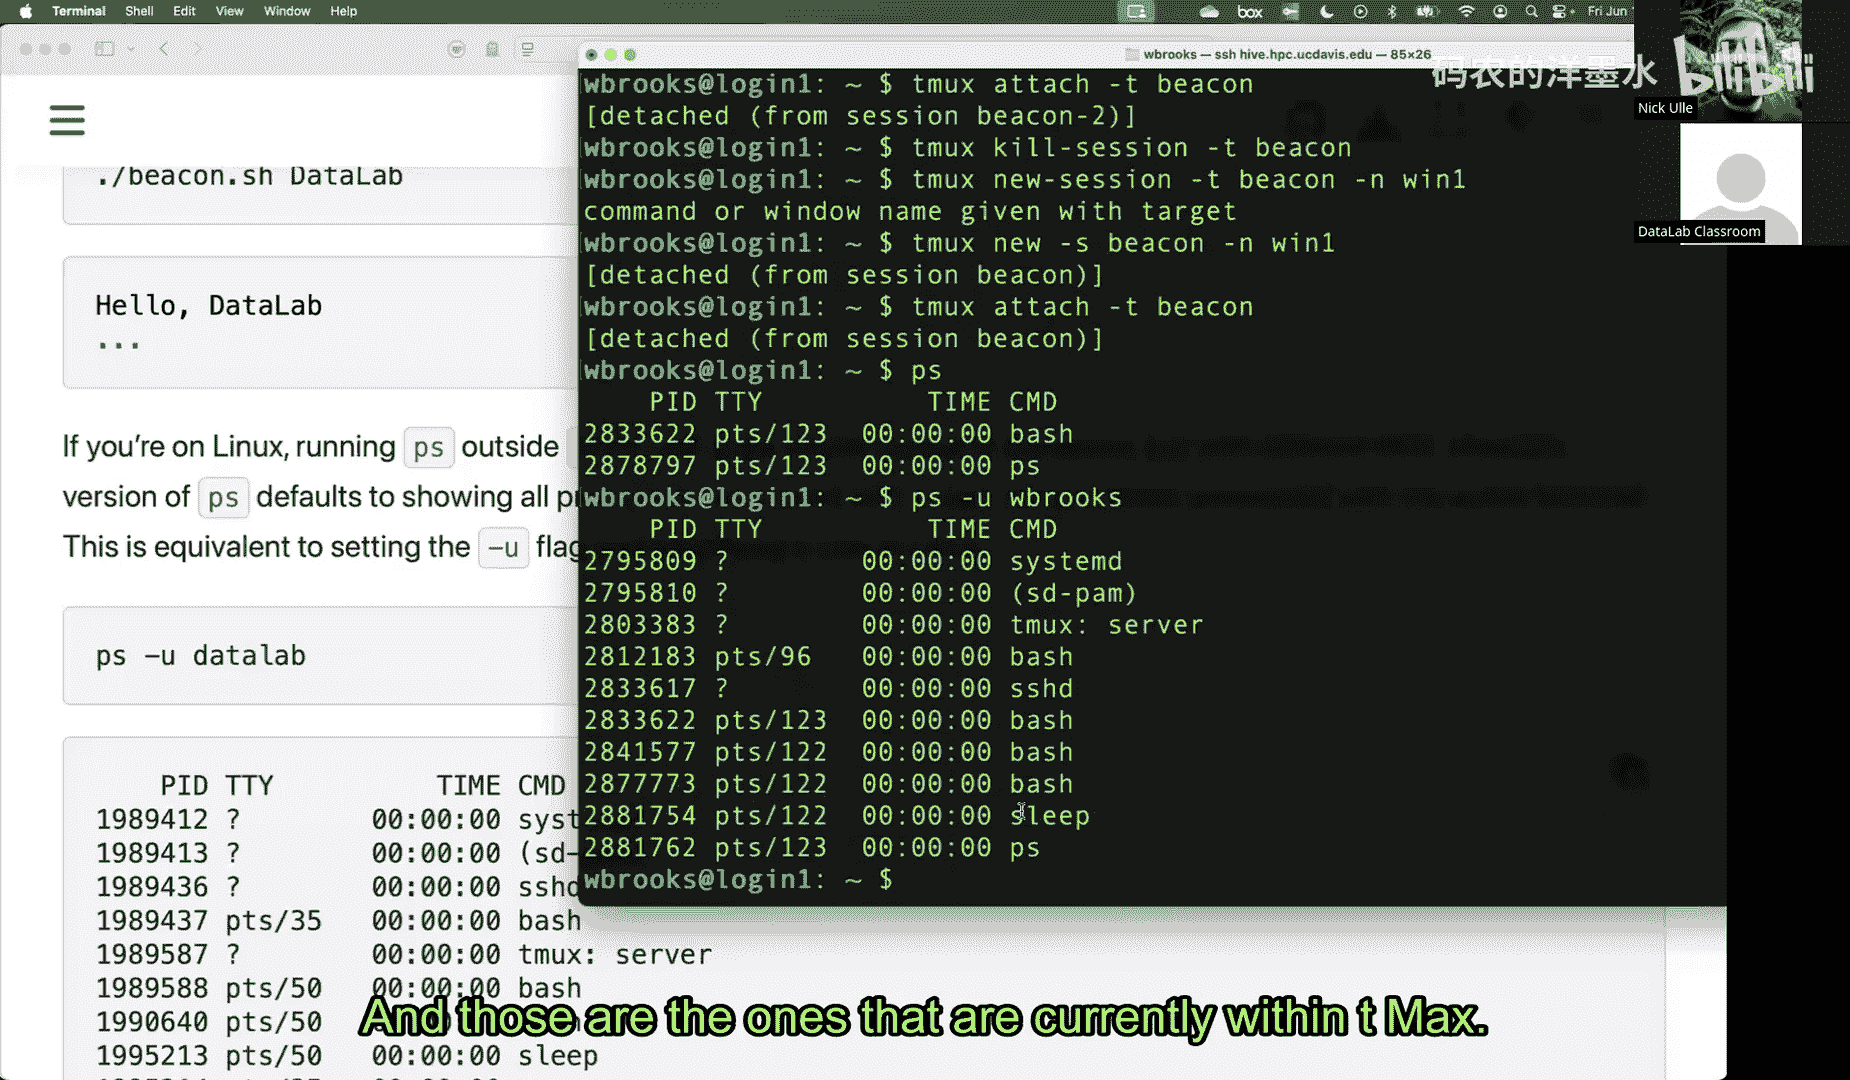 Terminal Shell Edit View Window Help
box
Fri Jun
wbrooks — ssh hive.hpc.ucdavis.edu — 85×26
码农的洋墨水 bilibili
Nick Ulle
DataLab Classroom
./beacon.sh DataLab
Hello, DataLab
...
If you’re on Linux, running ps outside
version of ps defaults to showing all
This is equivalent to setting the -u
ps -u datalab
PID TTY TIME CMD
1989412 ? 00:00:00 syst
1989413 ? 00:00:00 (sd-
1989436 ? 00:00:00 sshd
1989437 pts/35 00:00:00 bash
1989587 ? 00:00:00 tmux: server
1989588 pts/50 00:00:00 bash
1990640 pts/50 00:00:00
1995213 pts/50 00:00:00 sleep
wbrooks@login1: ~ $ tmux attach -t beacon
[detached (from session beacon-2)]
wbrooks@login1: ~ $ tmux kill-session -t beacon
wbrooks@login1: ~ $ tmux new-session -t beacon -n win1
command or window name given with target
wbrooks@login1: ~ $ tmux new -s beacon -n win1
[detached (from session beacon)]
wbrooks@login1: ~ $ tmux attach -t beacon
[detached (from session beacon)]
wbrooks@login1: ~ $ ps
PID TTY TIME CMD
2833622 pts/123 00:00:00 bash
2878797 pts/123 00:00:00 ps
wbrooks@login1: ~ $ ps -u wbrooks
PID TTY TIME CMD
2795809 ? 00:00:00 systemd
2795810 ? 00:00:00 (sd-pam)
2803383 ? 00:00:00 tmux: server
2812183 pts/96 00:00:00 bash
2833617 ? 00:00:00 sshd
2833622 pts/123 00:00:00 bash
2841577 pts/122 00:00:00 bash
2877773 pts/122 00:00:00 bash
2881754 pts/122 00:00:00 sleep
2881762 pts/123 00:00:00 ps
wbrooks@login1: ~ $
And those are the ones that are currently within t Max.